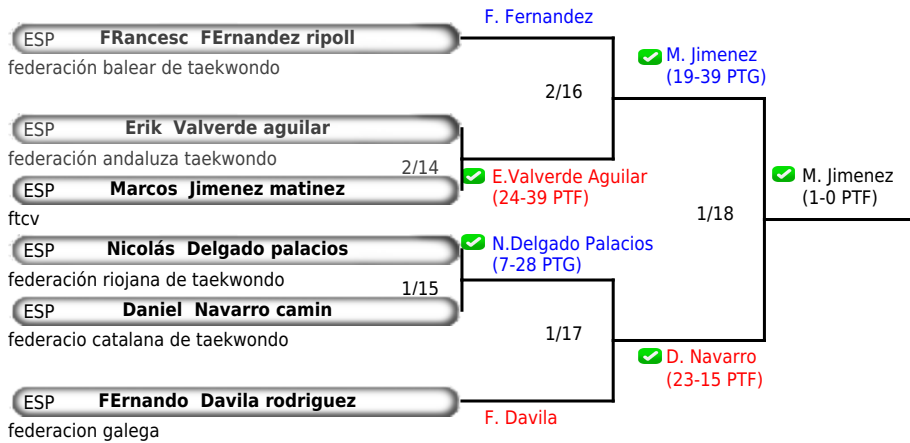 F. Fernandez
ESP FRancesc FErnandez ripoll
federación balear de taekwondo
M. Jimenez
(19-39 PTG)
2/16
ESP Erik Valverde aguilar
federación andaluza taekwondo
2/14
E.Valverde Aguilar
(24-39 PTF)
ESP Marcos Jimenez matinez
ftcv
M. Jimenez
(1-0 PTF)
1/18
ESP Nicolás Delgado palacios
federación riojana de taekwondo
N.Delgado Palacios
(7-28 PTG)
1/15
ESP Daniel Navarro camin
federacio catalana de taekwondo
1/17
D. Navarro
(23-15 PTF)
ESP FErnando Davila rodriguez
federacion galega
F. Davila